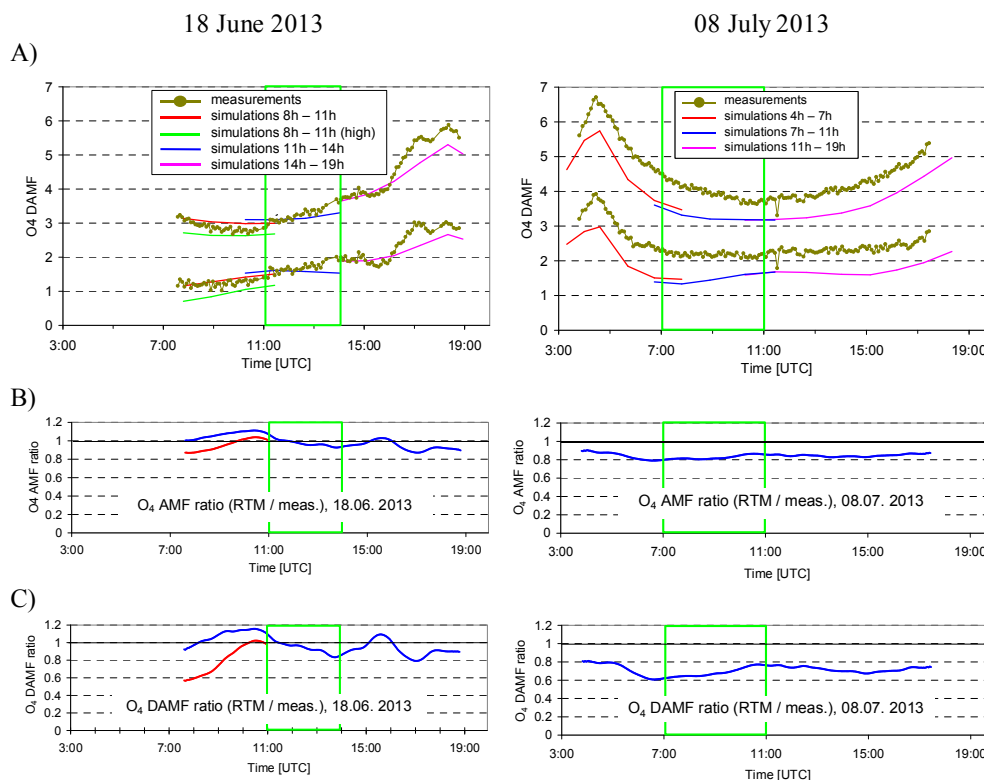 18 June 2013
08 July 2013
A)
O4 DAMF
7
6
5
4
3
2
1
0
measurements
simulations 8h – 11h
simulations 8h – 11h (high)
simulations 11h – 14h
simulations 14h – 19h
3:00 7:00 11:00 15:00 19:00
Time [UTC]
7
6
5
4
3
2
1
0
measurements
simulations 4h – 7h
simulations 7h – 11h
simulations 11h – 19h
3:00 7:00 11:00 15:00 19:00
Time [UTC]
B)
O4 AMF ratio
1.2
1
0.8
0.6
0.4
0.2
0
O4 AMF ratio (RTM / meas.), 18.06. 2013
3:00 7:00 11:00 15:00 19:00
Time [UTC]
O4 AMF ratio
1.2
1
0.8
0.6
0.4
0.2
0
O4 AMF ratio (RTM / meas.), 08.07. 2013
3:00 7:00 11:00 15:00 19:00
Time [UTC]
C)
O4 DAMF ratio
1.2
1
0.8
0.6
0.4
0.2
0
O4 DAMF ratio (RTM / meas.), 18.06. 2013
3:00 7:00 11:00 15:00 19:00
Time [UTC]
O4 DAMF ratio
1.2
1
0.8
0.6
0.4
0.2
0
O4 DAMF ratio (RTM / meas.), 08.07. 2013
3:00 7:00 11:00 15:00 19:00
Time [UTC]